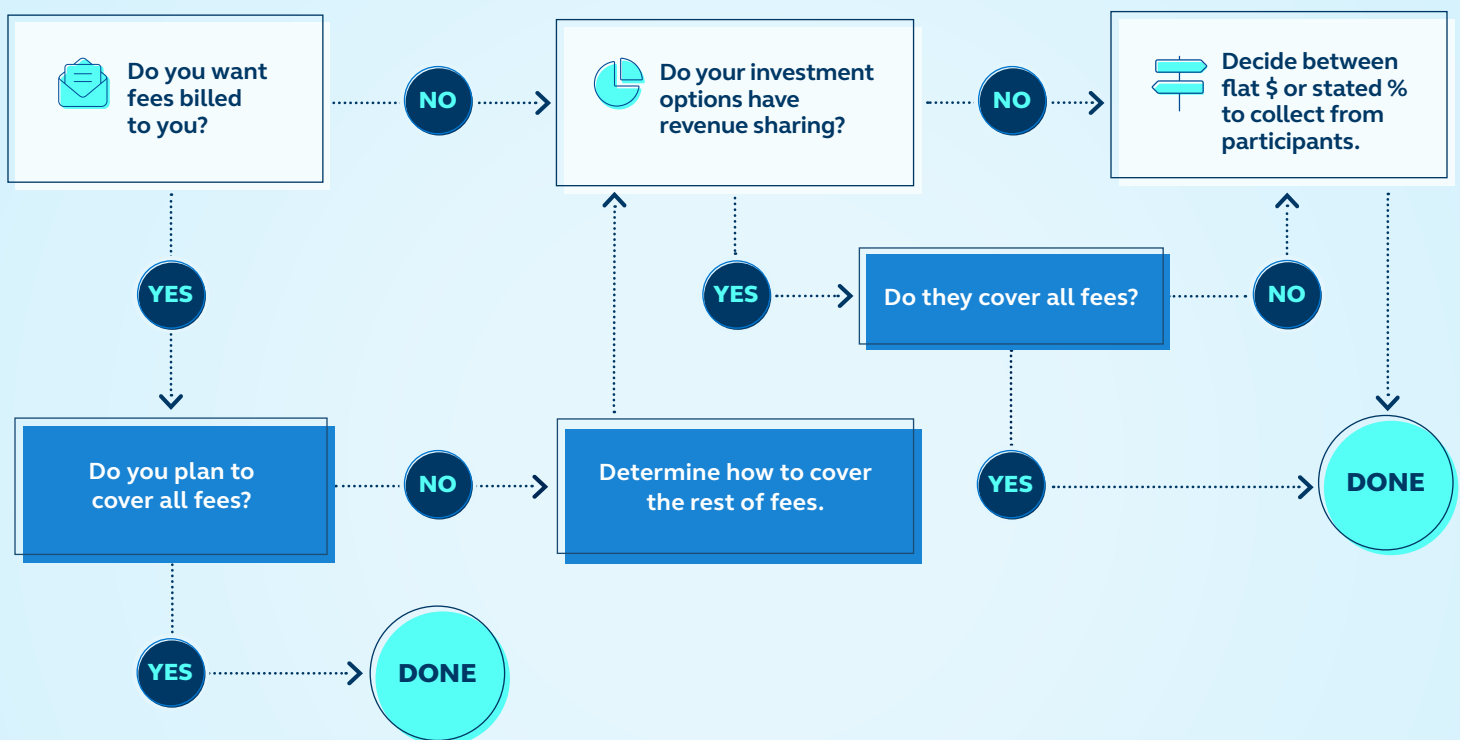 Do you want
fees billed
to you?
NO
Do your investment
options have
revenue sharing?
NO
Decide between
flat $ or stated %
to collect from
participants.
YES
YES
Do they cover all fees?
NO
Do you plan to
cover all fees?
NO
Determine how to cover
the rest of fees.
YES
DONE
YES
DONE